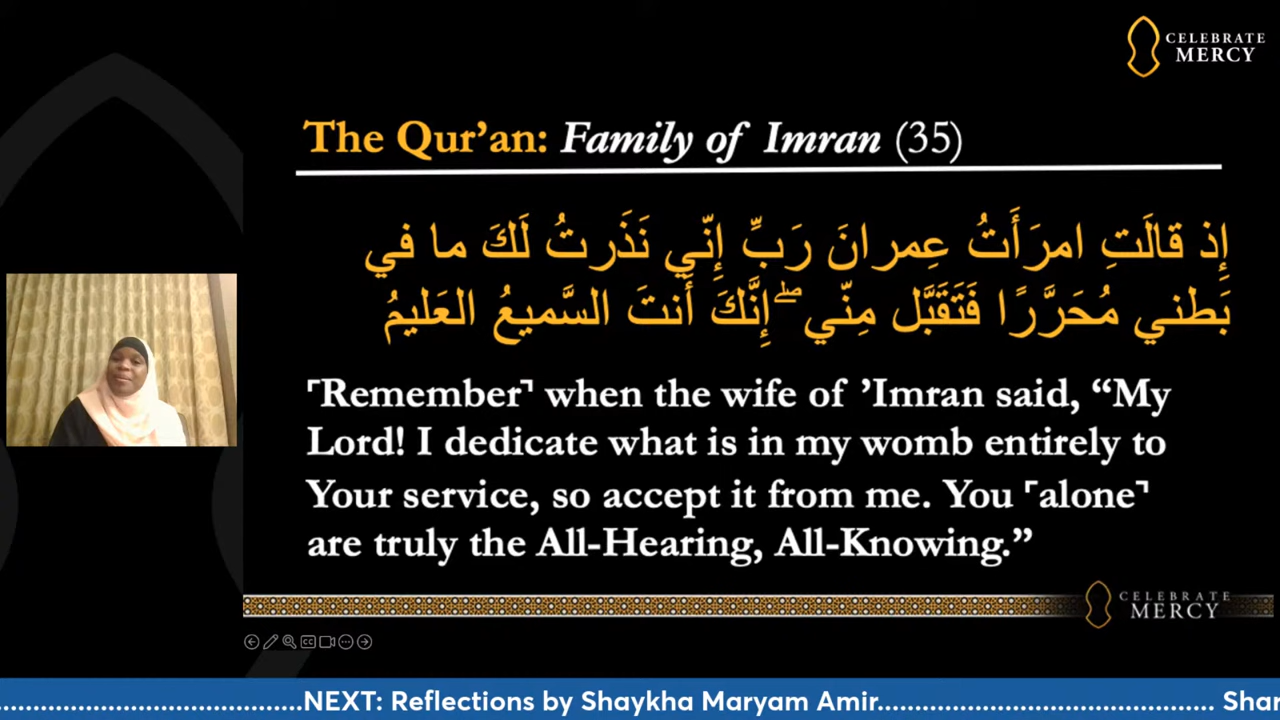 CELEBRATE
MERCY
The Qur’an: Family of Imran (35)
إِذ قالَتِ امرَأَتُ عِمرانَ رَبِّ إِنّي نَذَرتُ لَكَ ما في
بَطني مُحَرَّرًا فَتَقَبَّل مِنّي ۖ إِنَّكَ أَنتَ السَّميعُ العَليمُ
⌜Remember⌝ when the wife of ’Imran said, “My
Lord! I dedicate what is in my womb entirely to
Your service, so accept it from me. You ⌜alone⌝
are truly the All-Hearing, All-Knowing.”
CELEBRATE
MERCY
CC
..............................................NEXT: Reflections by Shaykha Maryam Amir.................................................. Shar